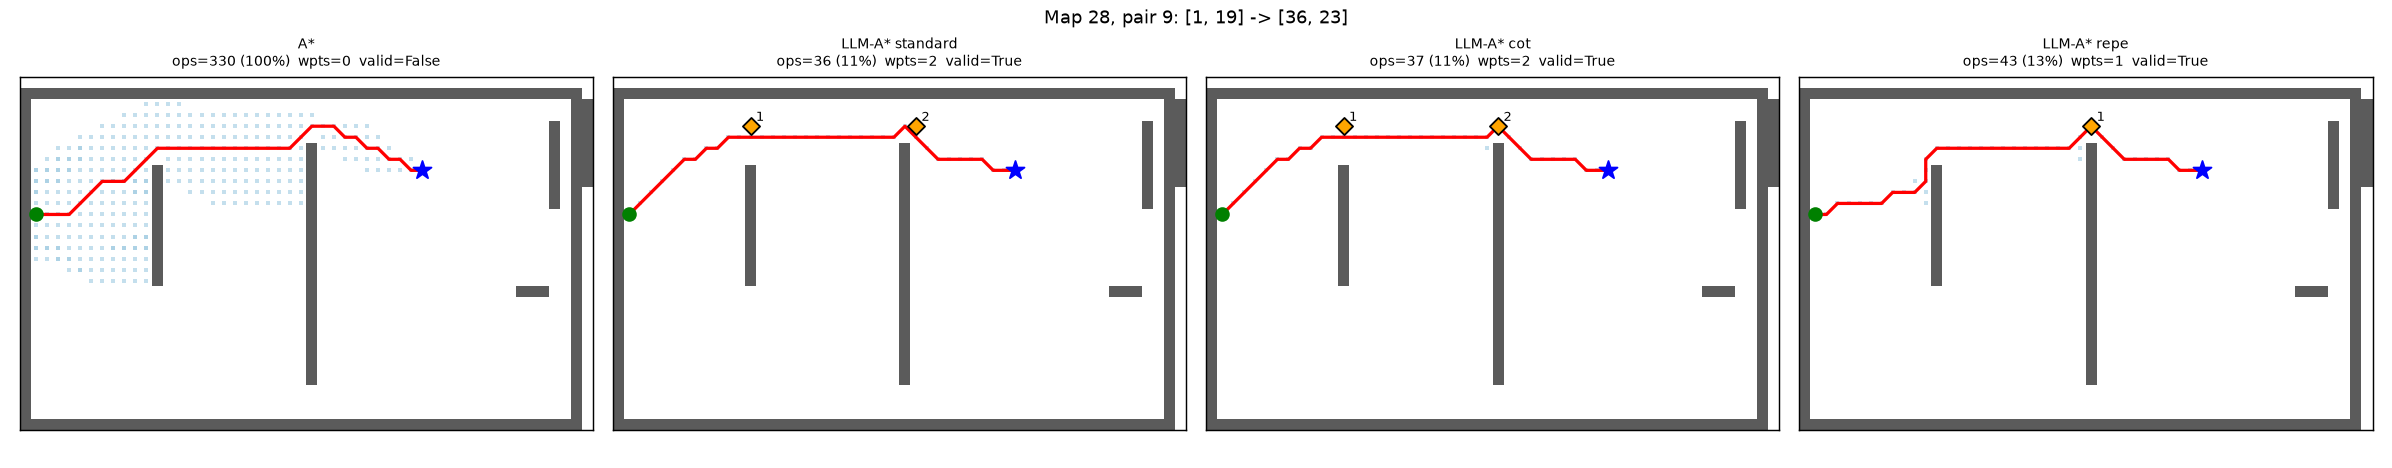 Map 28, pair 9: [1, 19] -> [36, 23]
A*
ops=330 (100%)  wpts=0  valid=False
LLM-A* standard
ops=36 (11%)  wpts=2  valid=True
LLM-A* cot
ops=37 (11%)  wpts=2  valid=True
LLM-A* repe
ops=43 (13%)  wpts=1  valid=True
1
2
1
2
1